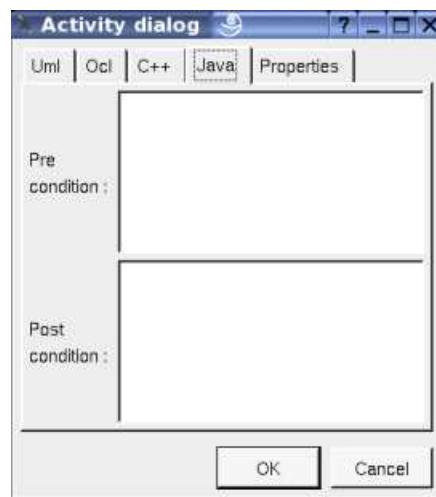 Activity dialog
Uml Ocl C++ Java Properties
Pre
condition :
Post
condition :
OK Cancel